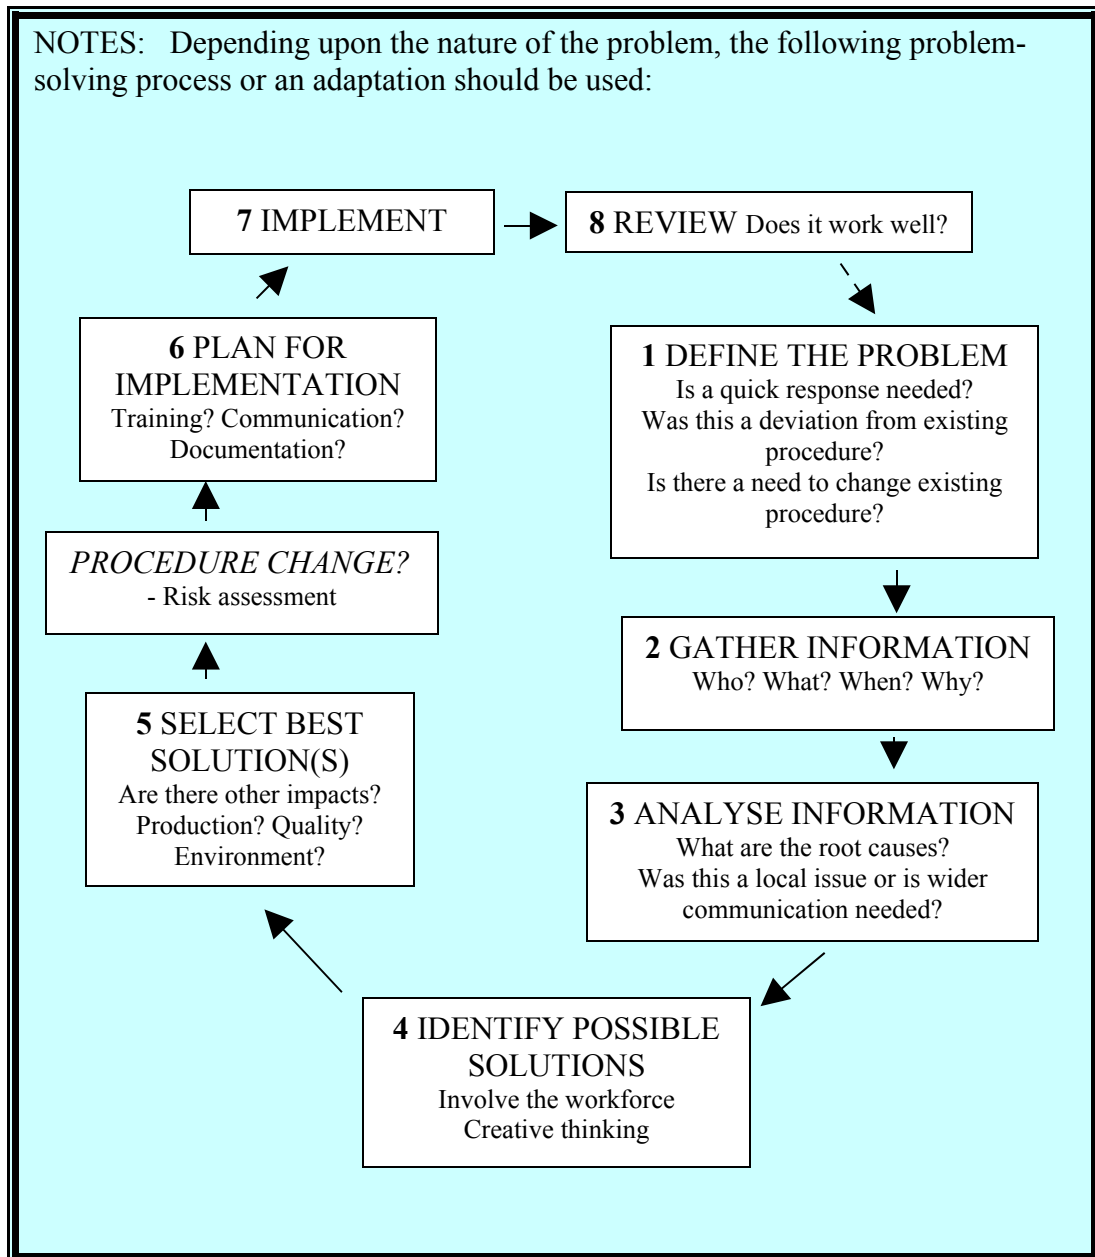 NOTES: Depending upon the nature of the problem, the following problem-
solving process or an adaptation should be used:
7 IMPLEMENT
8 REVIEW Does it work well?
6 PLAN FOR
IMPLEMENTATION
Training? Communication?
Documentation?
1 DEFINE THE PROBLEM
Is a quick response needed?
Was this a deviation from existing
procedure?
Is there a need to change existing
procedure?
PROCEDURE CHANGE?
- Risk assessment
2 GATHER INFORMATION
Who? What? When? Why?
5 SELECT BEST
SOLUTION(S)
Are there other impacts?
Production? Quality?
Environment?
3 ANALYSE INFORMATION
What are the root causes?
Was this a local issue or is wider
communication needed?
4 IDENTIFY POSSIBLE
SOLUTIONS
Involve the workforce
Creative thinking